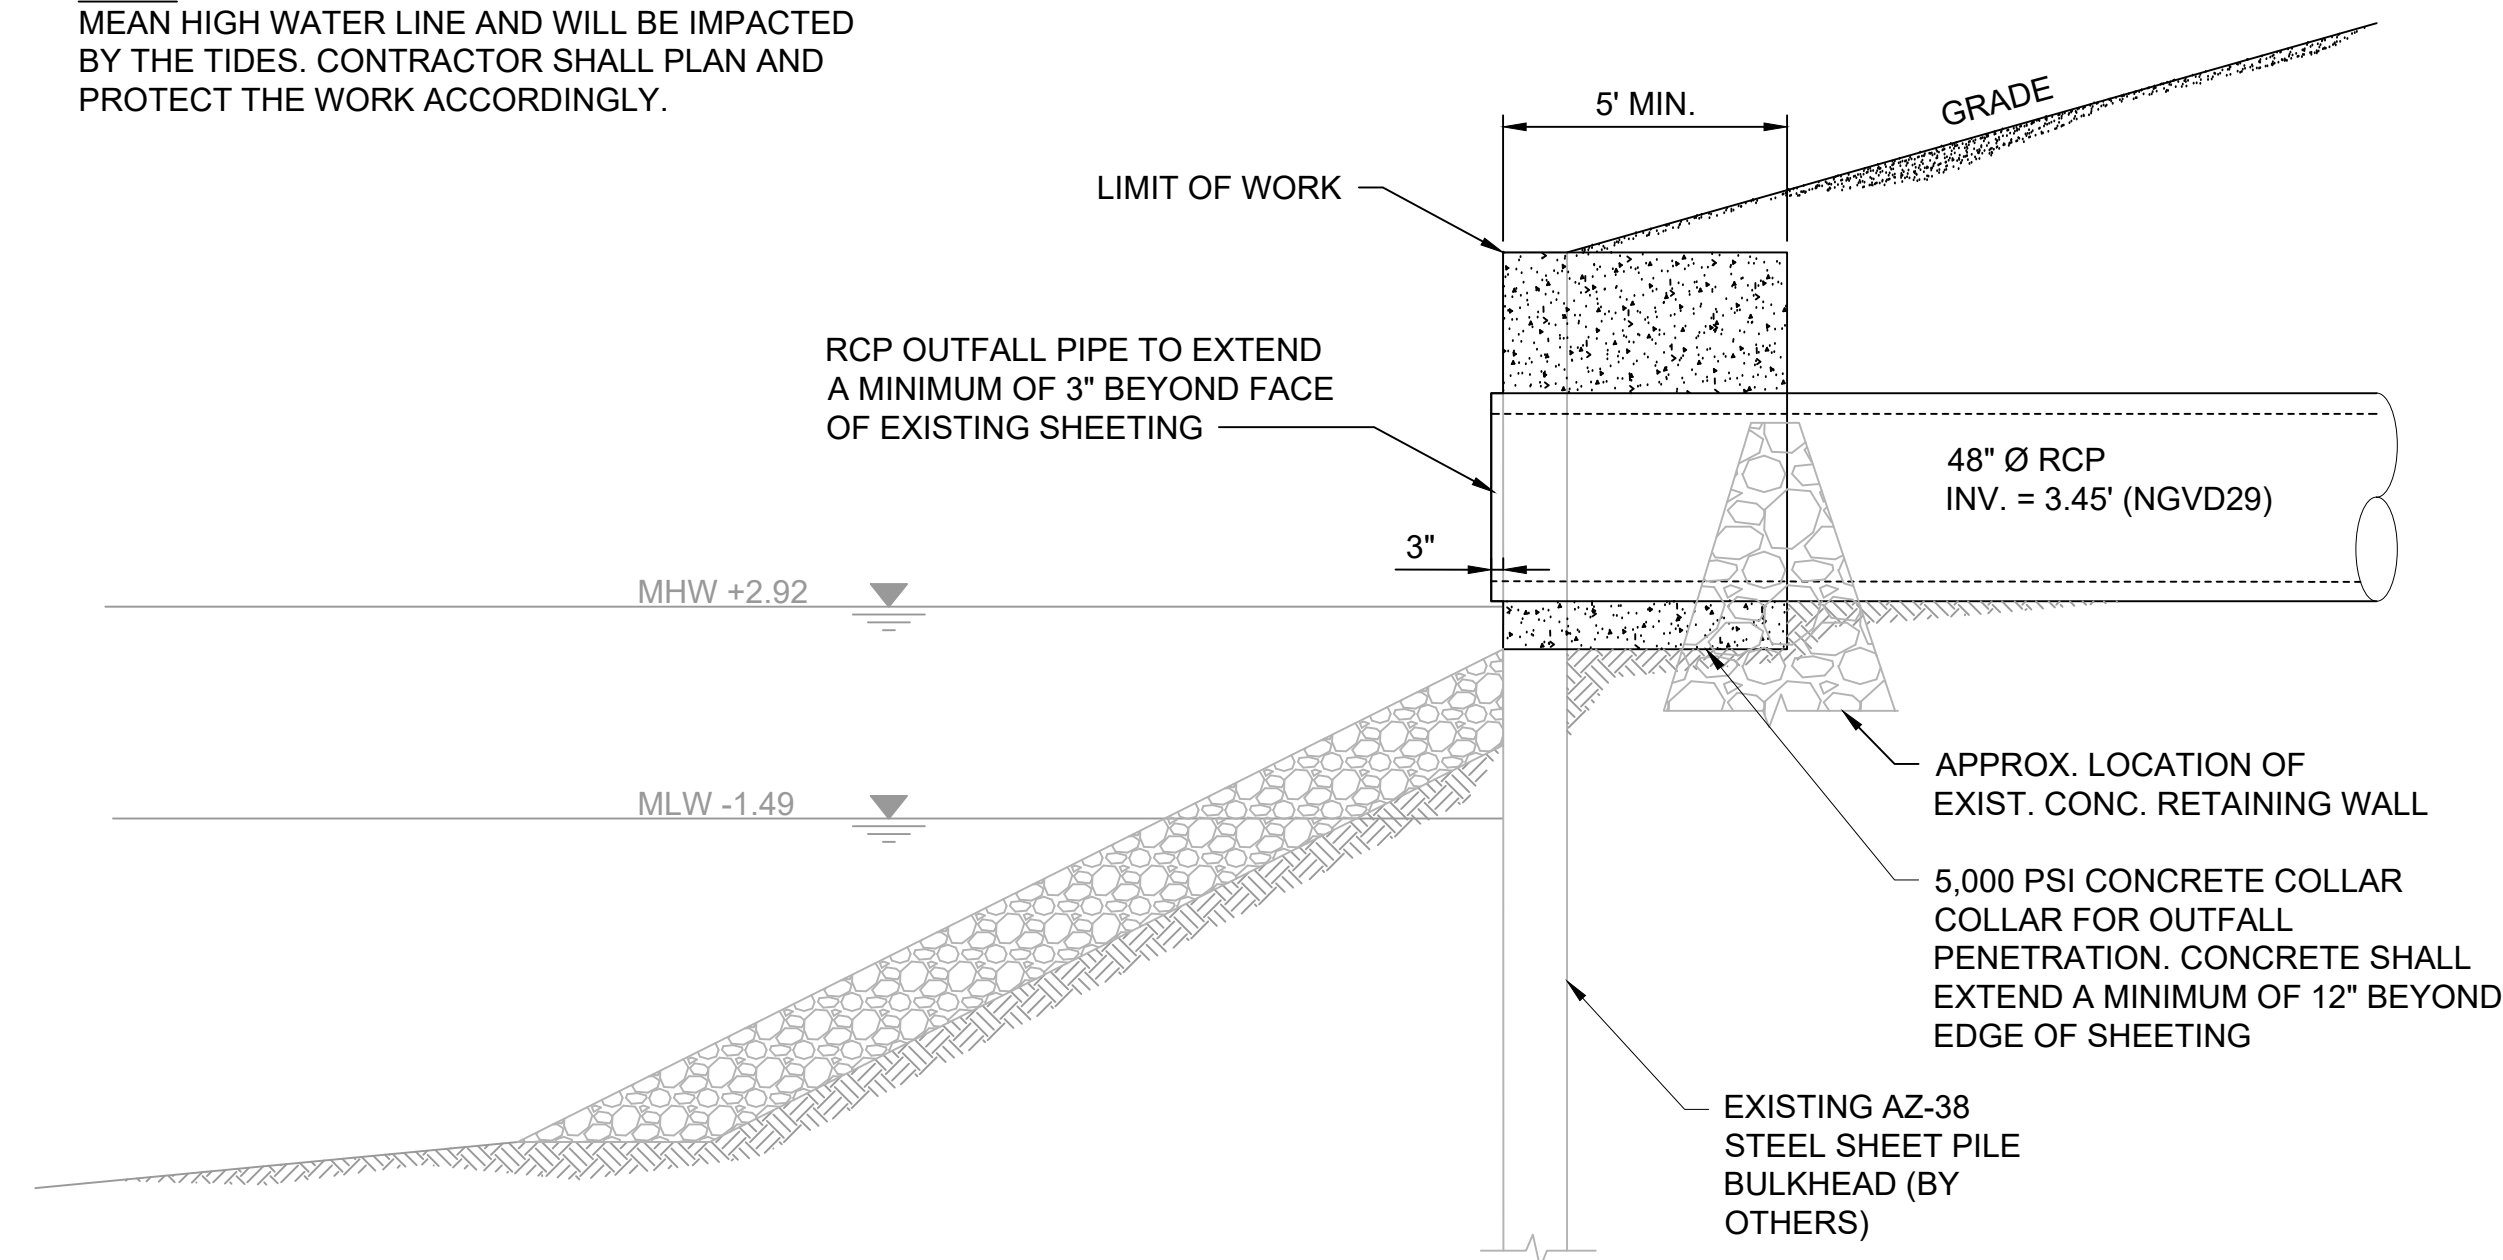 MEAN HIGH WATER LINE AND WILL BE IMPACTED
BY THE TIDES. CONTRACTOR SHALL PLAN AND
PROTECT THE WORK ACCORDINGLY.
5' MIN.
GRADE
LIMIT OF WORK
RCP OUTFALL PIPE TO EXTEND
A MINIMUM OF 3" BEYOND FACE
OF EXISTING SHEETING
48" Ø RCP
INV. = 3.45' (NGVD29)
3"
MHW +2.92
MLW -1.49
APPROX. LOCATION OF
EXIST. CONC. RETAINING WALL
5,000 PSI CONCRETE COLLAR
COLLAR FOR OUTFALL
PENETRATION. CONCRETE SHALL
EXTEND A MINIMUM OF 12" BEYOND
EDGE OF SHEETING
EXISTING AZ-38
STEEL SHEET PILE
BULKHEAD (BY
OTHERS)